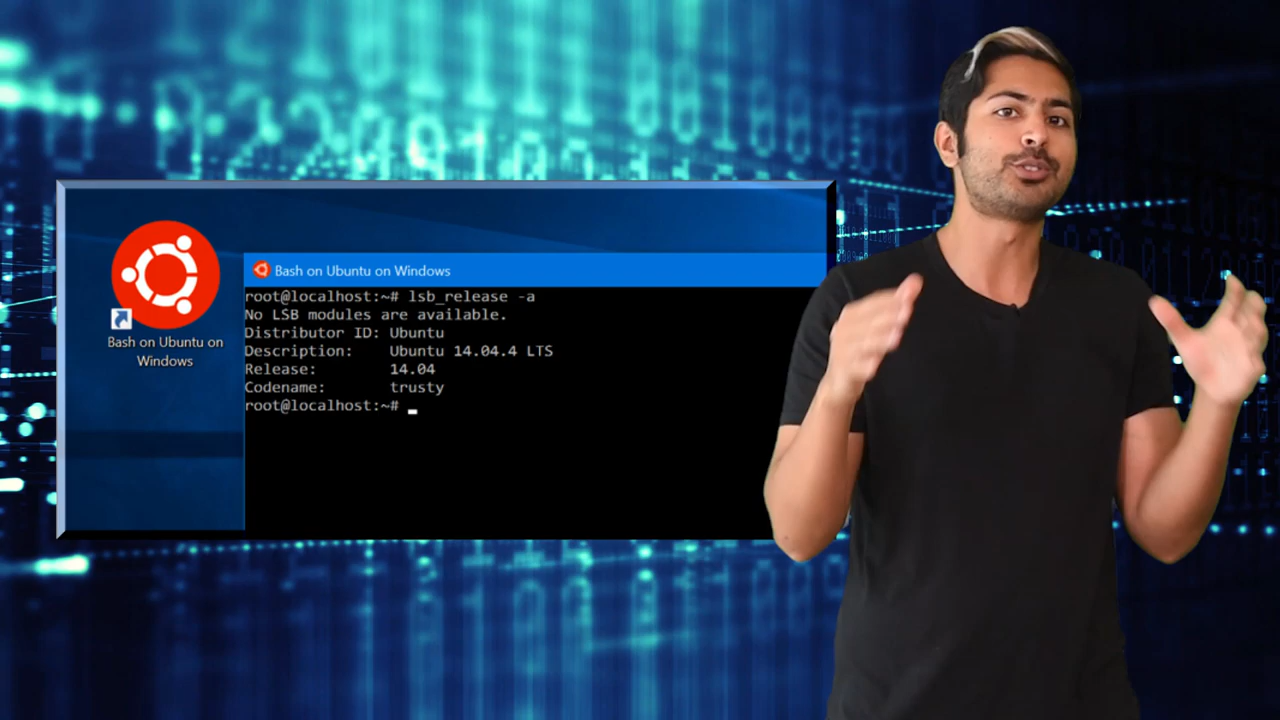 Bash on Ubuntu on
Windows
Bash on Ubuntu on Windows
root@localhost:~# lsb_release -a
No LSB modules are available.
Distributor ID: Ubuntu
Description:    Ubuntu 14.04.4 LTS
Release:        14.04
Codename:       trusty
root@localhost:~#